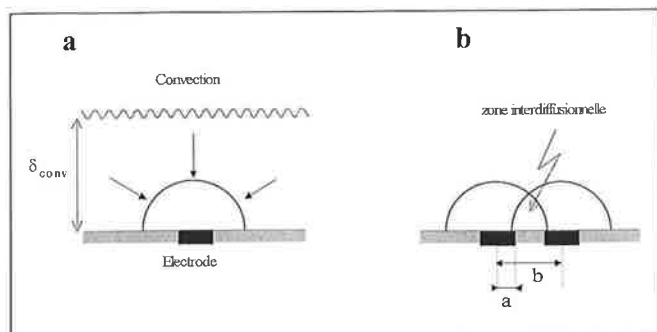 a
Convection
δconv
Electrode
b
zone interdiffusionnelle
b
a